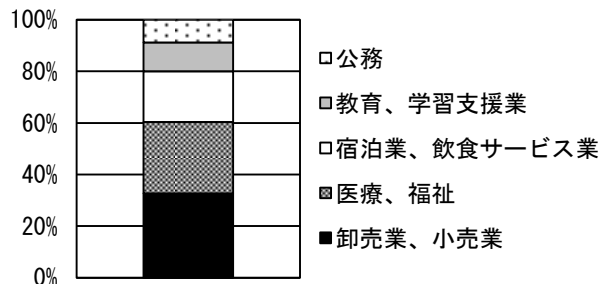 100%
80%
60%
40%
20%
0%
公務
教育、学習支援業
宿泊業、飲食サービス業
医療、福祉
卸売業、小売業